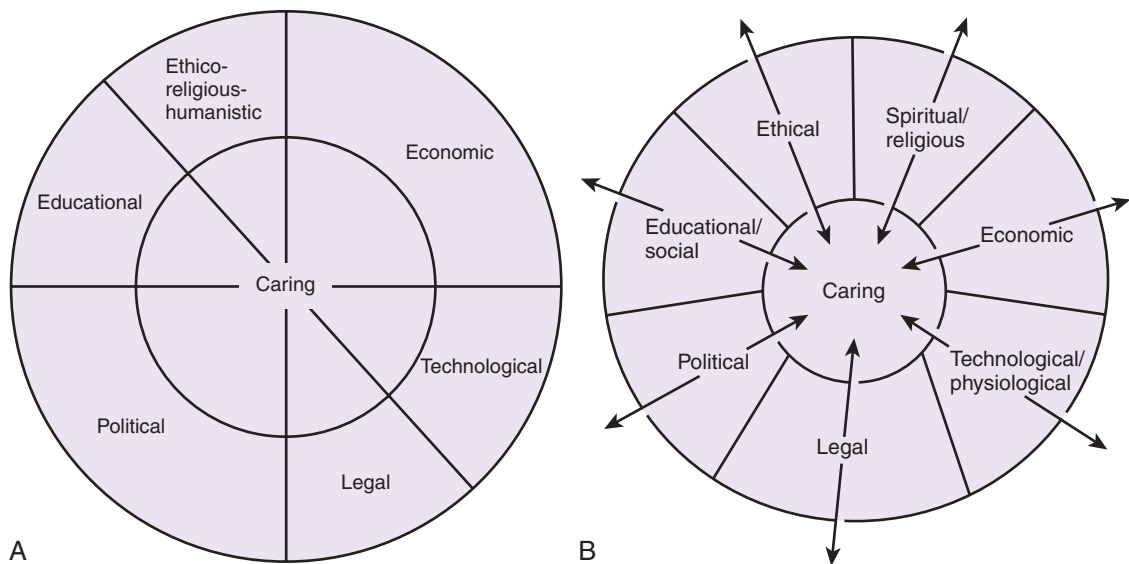 Ethico-
religious-
humanistic
Economic
Educational
Caring
Technological
Political
Legal
A
Ethical
Spiritual/
religious
Educational/
social
Economic
Caring
Political
Technological/
physiological
Legal
B